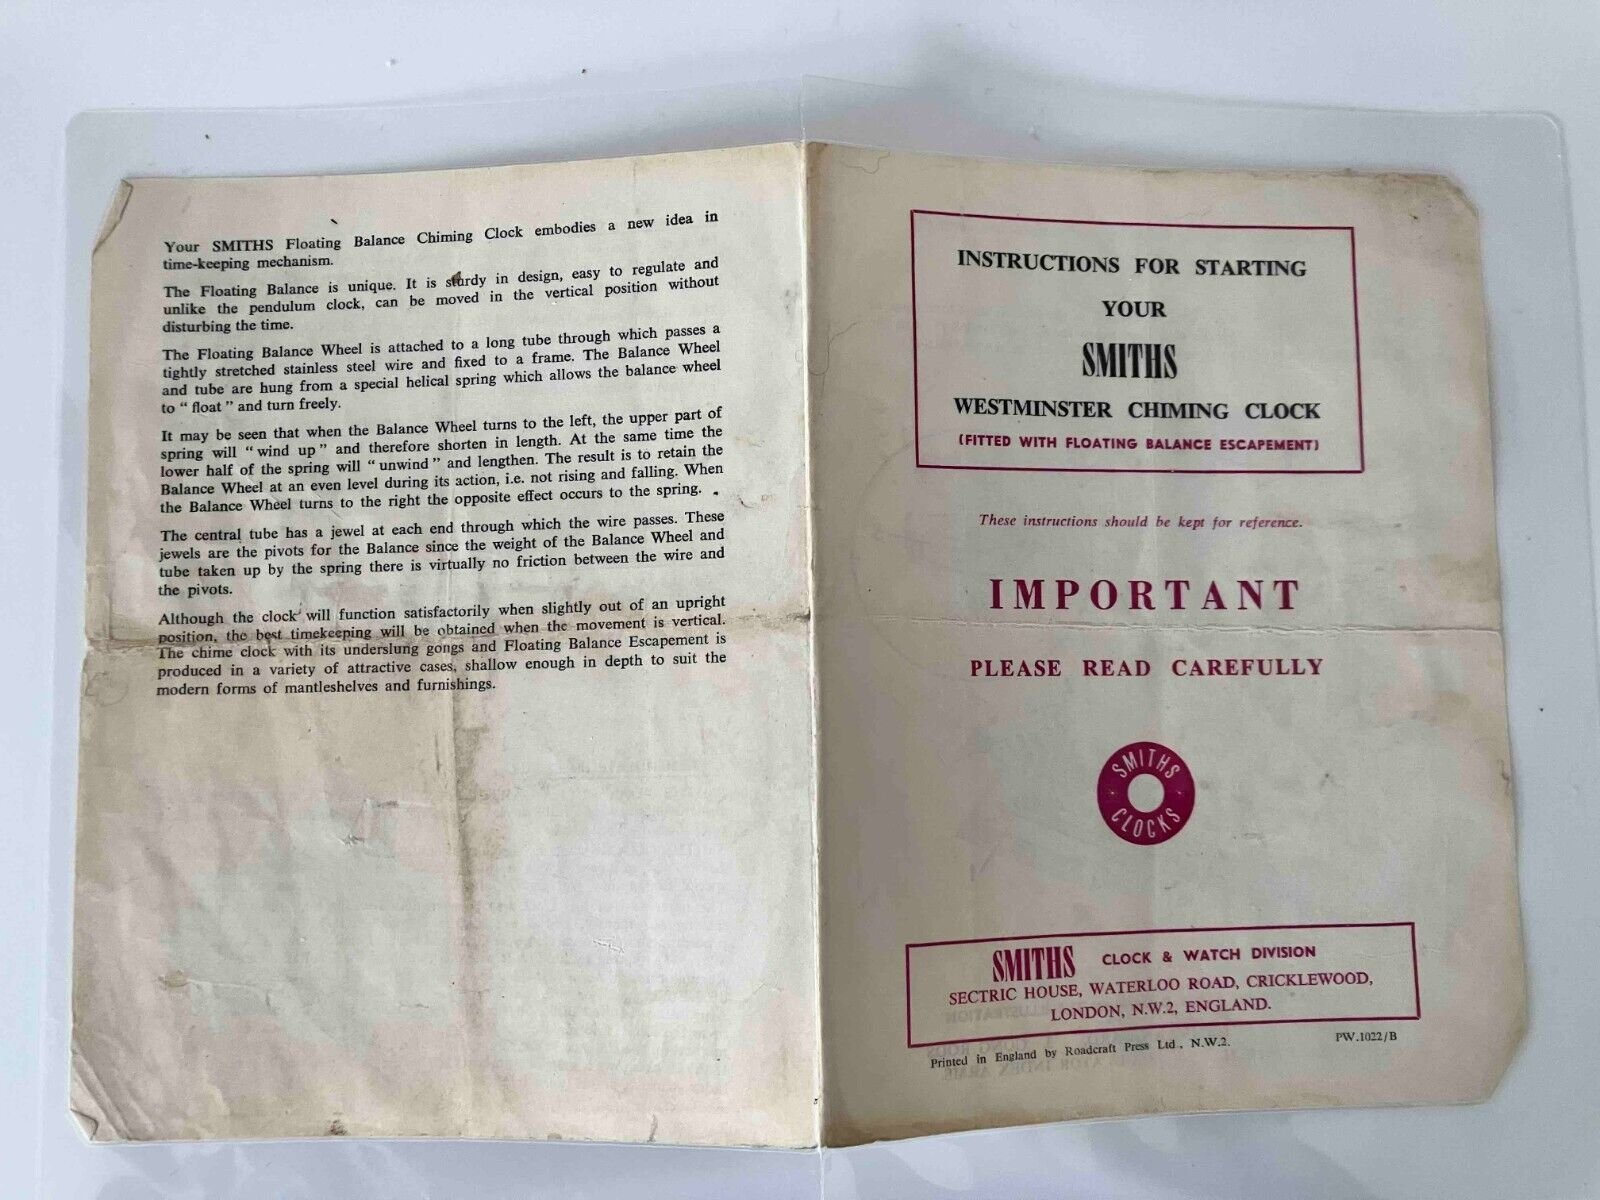 Your SMITHS Floating Balance Chiming Clock embodies a new idea in
time-keeping mechanism.
The Floating Balance is unique. It is sturdy in design, easy to regulate and
unlike the pendulum clock, can be moved in the vertical position without
disturbing the time.
The Floating Balance Wheel is attached to a long tube through which passes a
tightly stretched stainless steel wire and fixed to a frame. The Balance Wheel
and tube are hung from a special helical spring which allows the balance wheel
to " float " and turn freely.
It may be seen that when the Balance Wheel turns to the left, the upper part of
spring will " wind up " and therefore shorten in length. At the same time the
lower half of the spring will " unwind " and lengthen. The result is to retain the
Balance Wheel at an even level during its action, i.e. not rising and falling. When
the Balance Wheel turns to the right the opposite effect occurs to the spring.
The central tube has a jewel at each end through which the wire passes. These
jewels are the pivots for the Balance since the weight of the Balance Wheel and
tube taken up by the spring there is virtually no friction between the wire and
the pivots.
Although the clock will function satisfactorily when slightly out of an upright
position, the best timekeeping will be obtained when the movement is vertical.
The chime clock with its underslung gongs and Floating Balance Escapement is
produced in a variety of attractive cases, shallow enough in depth to suit the
modern forms of mantleshelves and furnishings.
INSTRUCTIONS FOR STARTING
YOUR
SMITHS
WESTMINSTER CHIMING CLOCK
(FITTED WITH FLOATING BALANCE ESCAPEMENT)
These instructions should be kept for reference.
IMPORTANT
PLEASE READ CAREFULLY
SMITHS
CLOCKS
SMITHS CLOCK & WATCH DIVISION
SECTRIC HOUSE, WATERLOO ROAD, CRICKLEWOOD,
LONDON, N.W.2, ENGLAND.
Printed in England by Roadcraft Press Ltd., N.W.2. PW.1022/B